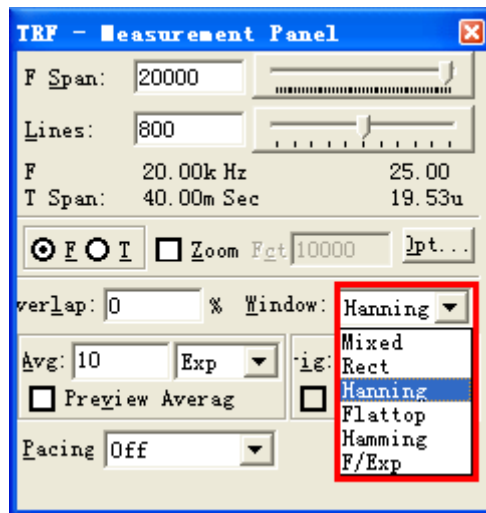 TRF - Measurement Panel
F Span: 20000
Lines: 800
F 20.00k Hz 25.00
T Span: 40.00m Sec 19.53u
F T Zoom Fct 10000 Opt...
verlap: 0 % Window: Hanning
Mixed
Avg: 10 Exp rig: Rect
Hanning
Preview Averag Flattop
Hamming
Pacing Off F/Exp